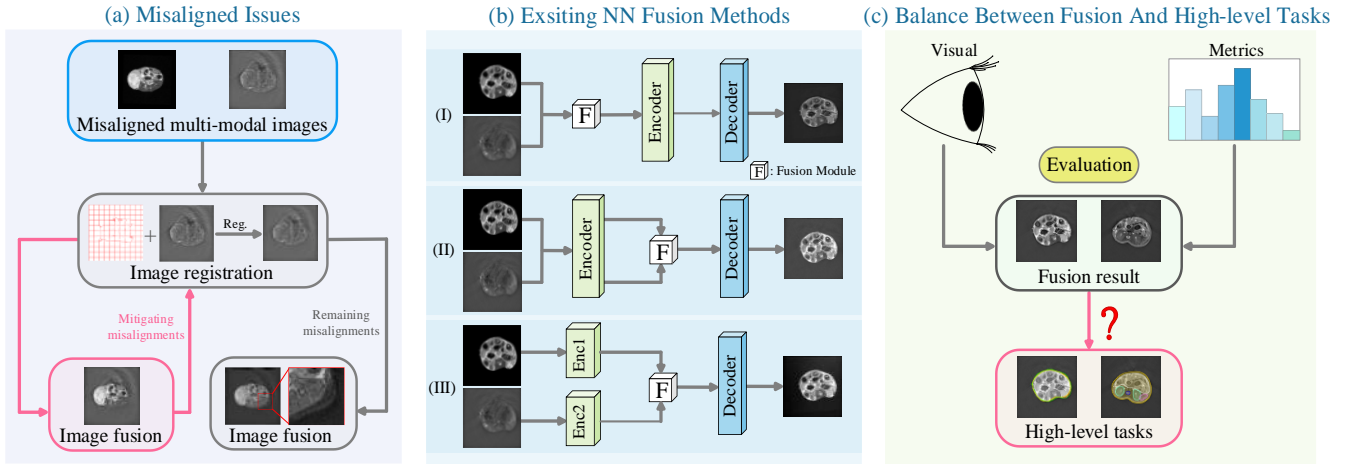 (a) Misaligned Issues
Misaligned multi-modal images
+
Reg.
Image registration
Mitigating
misalignments
Remaining
misalignments
Image fusion
Image fusion
(b) Exsiting NN Fusion Methods
(I)
F
Encoder
Decoder
F : Fusion Module
(II)
Encoder
F
Decoder
(III)
Enc1
Enc2
F
Decoder
(c) Balance Between Fusion And High-level Tasks
Visual
Metrics
Evaluation
Fusion result
?
High-level tasks